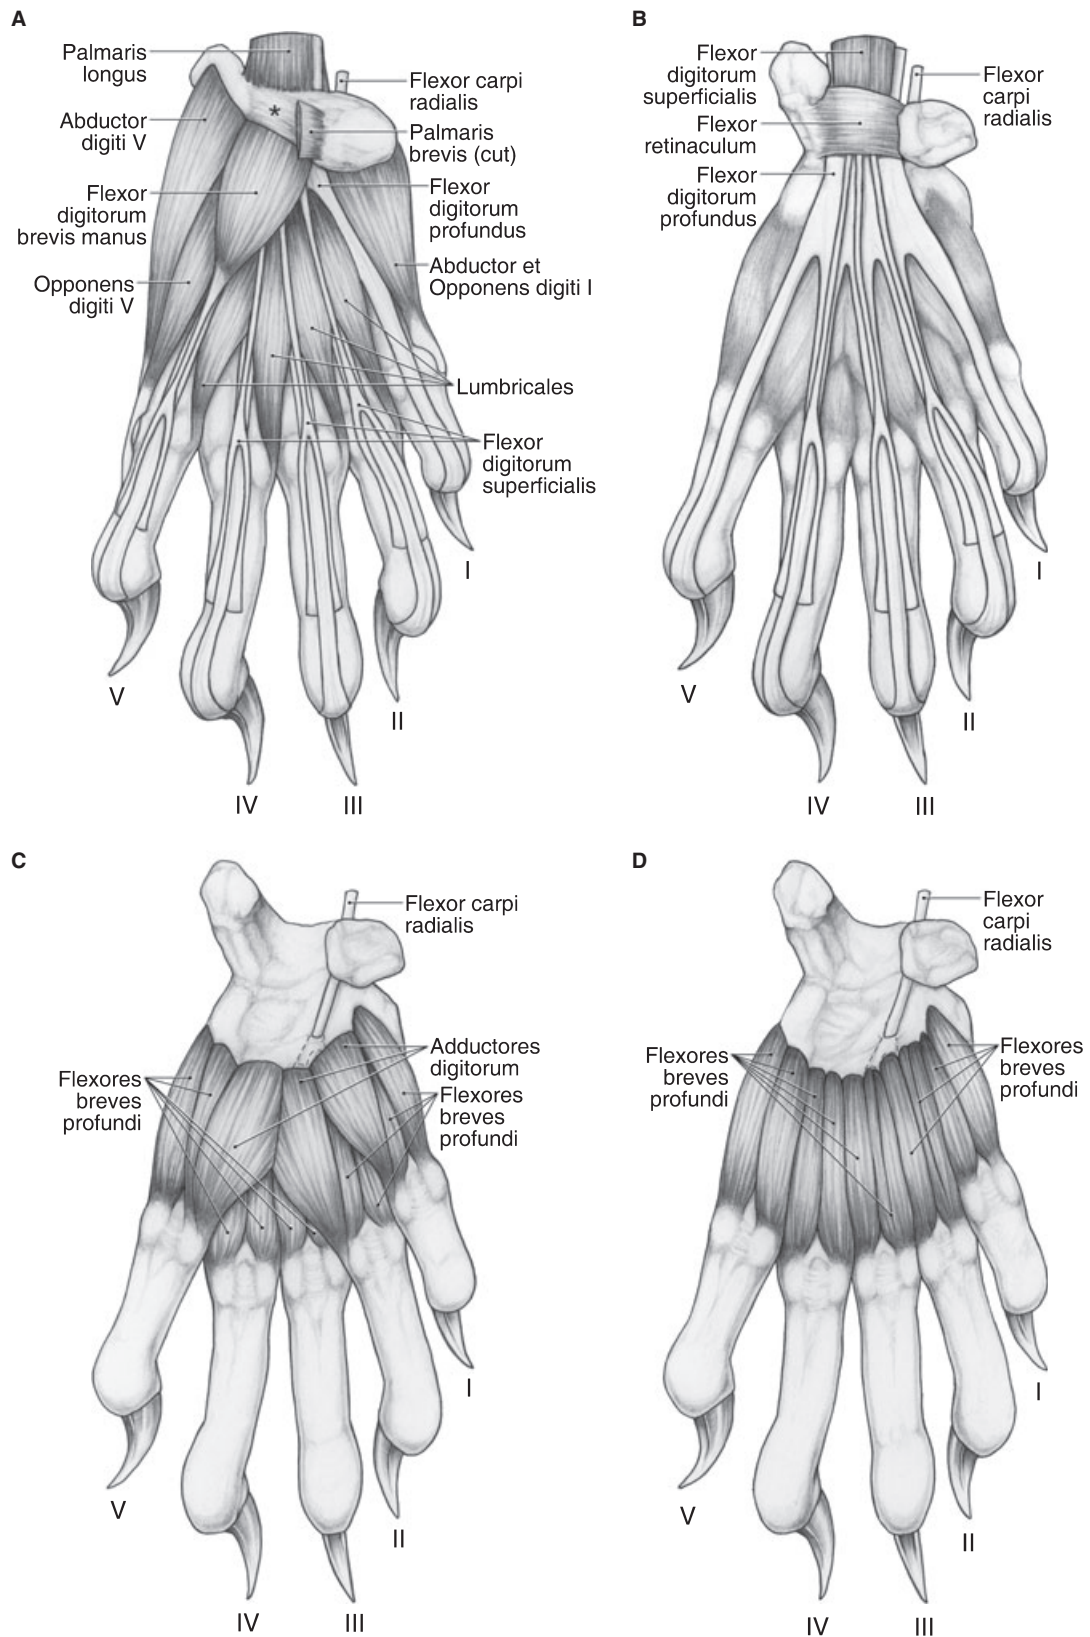 A
Palmaris
longus
Abductor
digiti V
Flexor
digitorum
brevis manus
Opponens
digiti V
*
Flexor carpi
radialis
Palmaris
brevis (cut)
Flexor
digitorum
profundus
Abductor et
Opponens digiti I
Lumbricales
Flexor
digitorum
superficialis
I
V
II
IV
III
B
Flexor
digitorum
superficialis
Flexor
retinaculum
Flexor
digitorum
profundus
Flexor
carpi
radialis
I
V
II
IV
III
C
Flexor carpi
radialis
Flexores
breves
profundi
Adductores
digitorum
Flexores
breves
profundi
I
V
II
IV
III
D
Flexor
carpi
radialis
Flexores
breves
profundi
Flexores
breves
profundi
I
V
II
IV
III